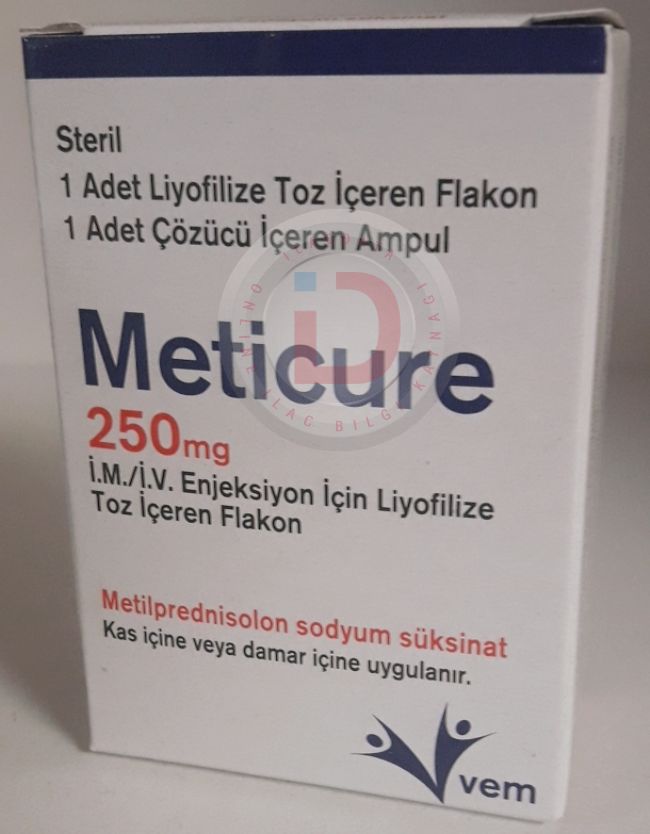 Steril
1 Adet Liyofilize Toz İçeren Flakon
1 Adet Çözücü İçeren Ampul
Meticure
250mg
İ.M./İ.V. Enjeksiyon İçin Liyofilize
Toz İçeren Flakon
Metilprednisolon sodyum süksinat
Kas içine veya damar içine uygulanır.
vem